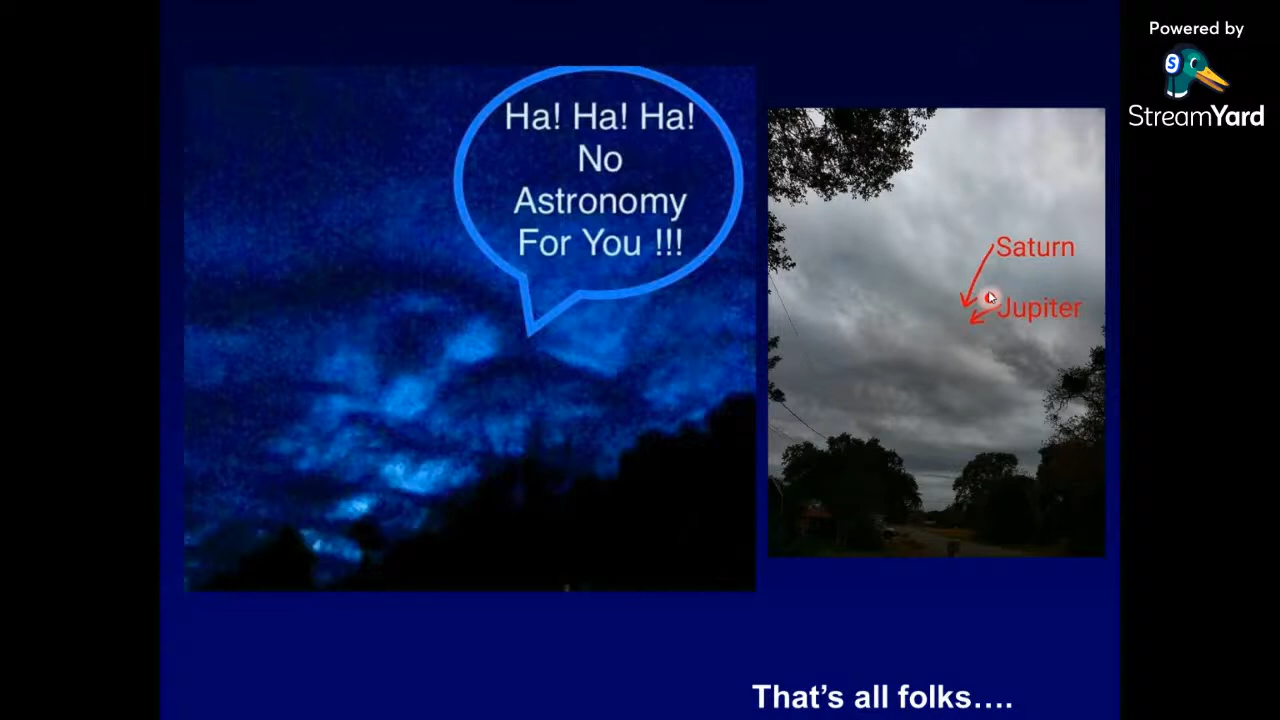 Powered by
StreamYard
Ha! Ha! Ha!
No
Astronomy
For You !!!
Saturn
Jupiter
That’s all folks....